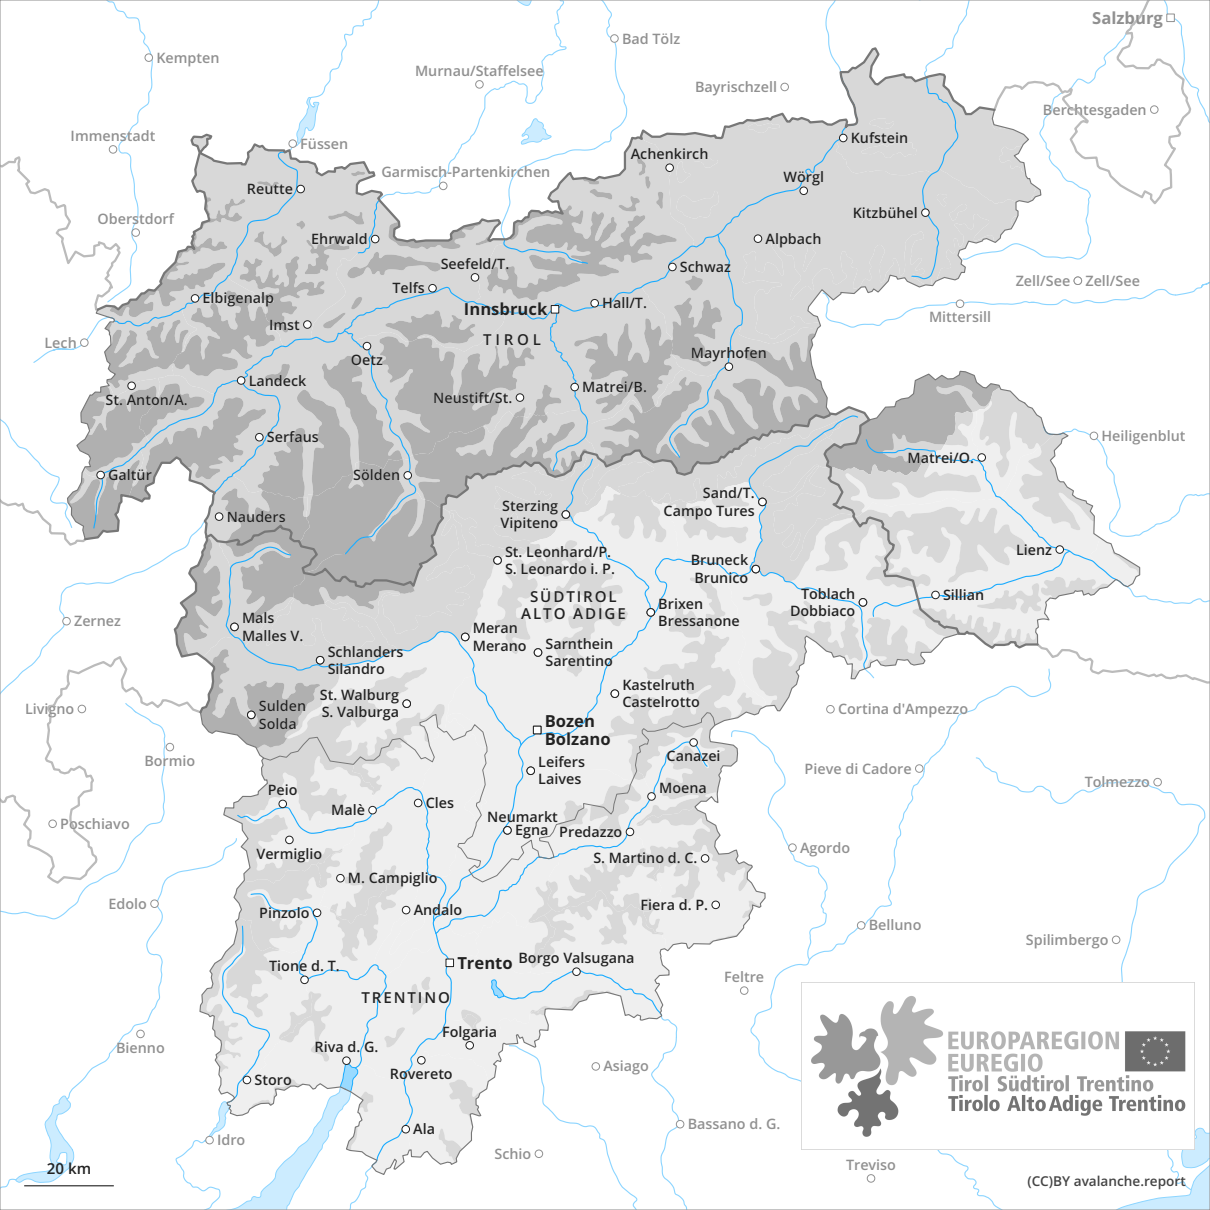 Salzburg
Bad Tölz
Kempten
Murnau/Staffelsee
Bayrischzell
Berchtesgaden
Immenstadt
Füssen
Kufstein
Achenkirch
Garmisch-Partenkirchen
Wörgl
Reutte
Oberstdorf
Kitzbühel
Ehrwald
Alpbach
Seefeld/T.
Schwaz
Zell/See
Zell/See
Telfs
Elbigenalp
Innsbruck
Hall/T.
Mittersill
Imst
TIROL
Lech
Oetz
Mayrhofen
Landeck
Matrei/B.
St. Anton/A.
Neustift/St.
Serfaus
Heiligenblut
Matrei/O.
Galtür
Sölden
Sand/T.
Campo Tures
Sterzing
Vipiteno
Nauders
St. Leonhard/P.
S. Leonardo i. P.
Lienz
Bruneck
Brunico
SÜDTIROL
ALTO ADIGE
Toblach
Dobbiaco
Sillian
Brixen
Bressanone
Zernez
Mals
Malles V.
Meran
Merano
Sarnthein
Sarentino
Schlanders
Silandro
Kastelruth
Castelrotto
St. Walburg
S. Valburga
Livigno
Sulden
Solda
Cortina d'Ampezzo
Bozen
Bolzano
Bormio
Canazei
Leifers
Laives
Pieve di Cadore
Tolmezzo
Peio
Moena
Malè
Cles
Neumarkt
Egna
Predazzo
Poschiavo
Vermiglio
Agordo
S. Martino d. C.
M. Campiglio
Edolo
Pinzolo
Andalo
Fiera d. P.
Belluno
Spilimbergo
Tione d. T.
Trento
Borgo Valsugana
Feltre
TRENTINO
Folgaria
Bienno
Riva d. G.
Rovereto
Asiago
Storo
EUROPAREGION
EUREGIO
Tirol Südtirol Trentino
Tirolo Alto Adige Trentino
Ala
Bassano d. G.
Idro
Schio
Treviso
20 km
(CC)BY avalanche.report